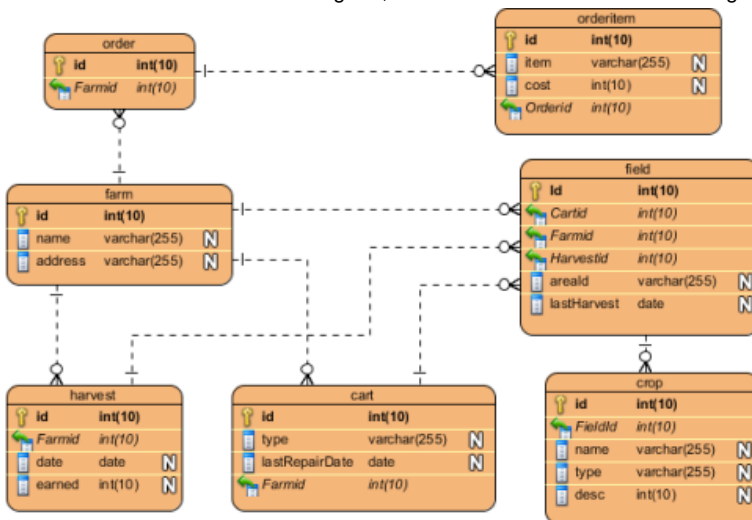 order
id int(10)
Farmid int(10)
orderitem
id int(10)
item varchar(255) N
cost int(10) N
Orderid int(10)
farm
id int(10)
name varchar(255) N
address varchar(255) N
field
Id int(10)
Cartid int(10)
Farmid int(10)
Harvestid int(10)
areaId varchar(255) N
lastHarvest date N
harvest
id int(10)
Farmid int(10)
date date N
earned int(10) N
cart
id int(10)
type varchar(255) N
lastRepairDate date N
Farmid int(10)
crop
id int(10)
FieldId int(10)
name varchar(255) N
type varchar(255) N
desc int(10) N